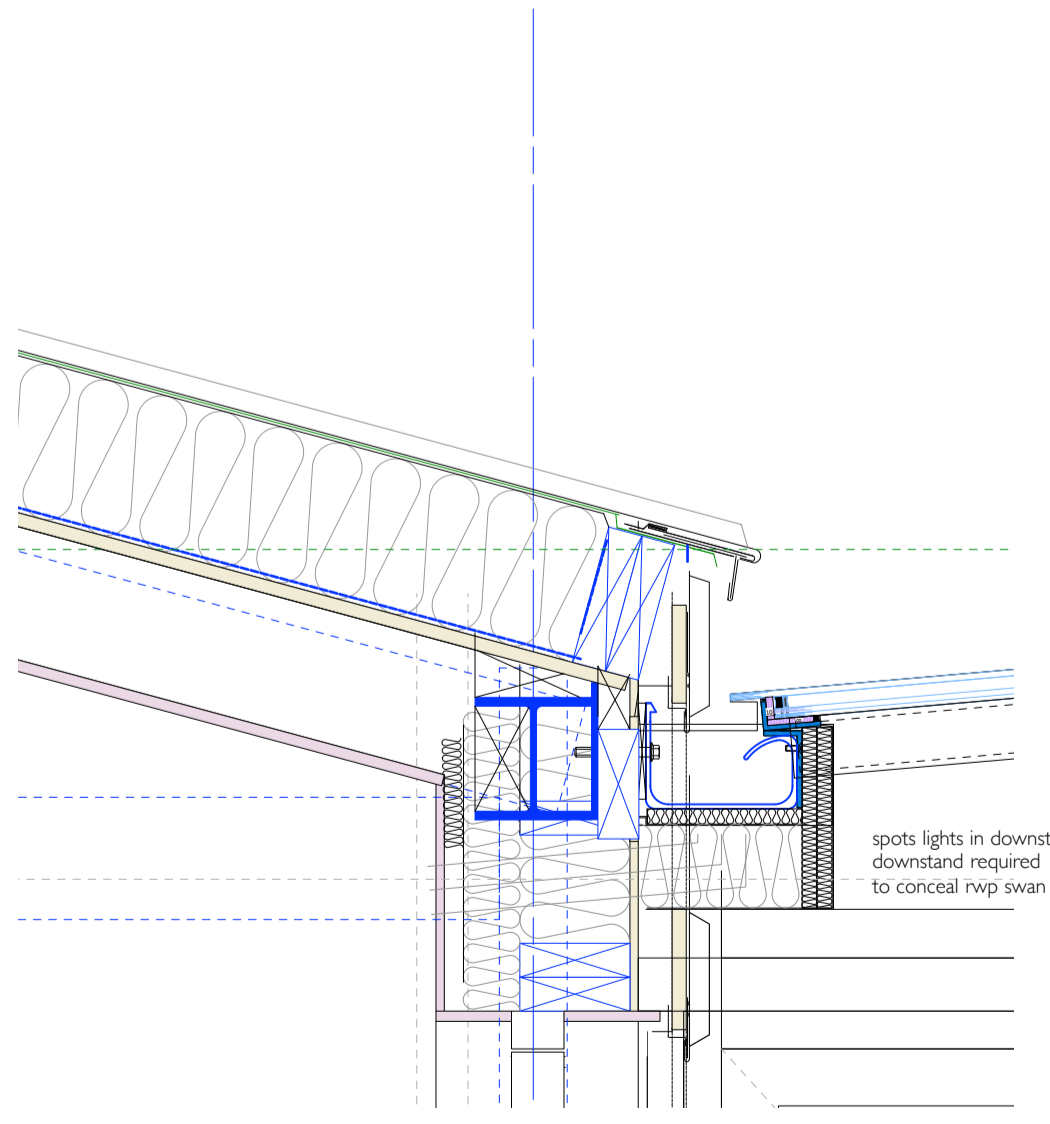 spots lights in downst
downstand required
to conceal rwp swan